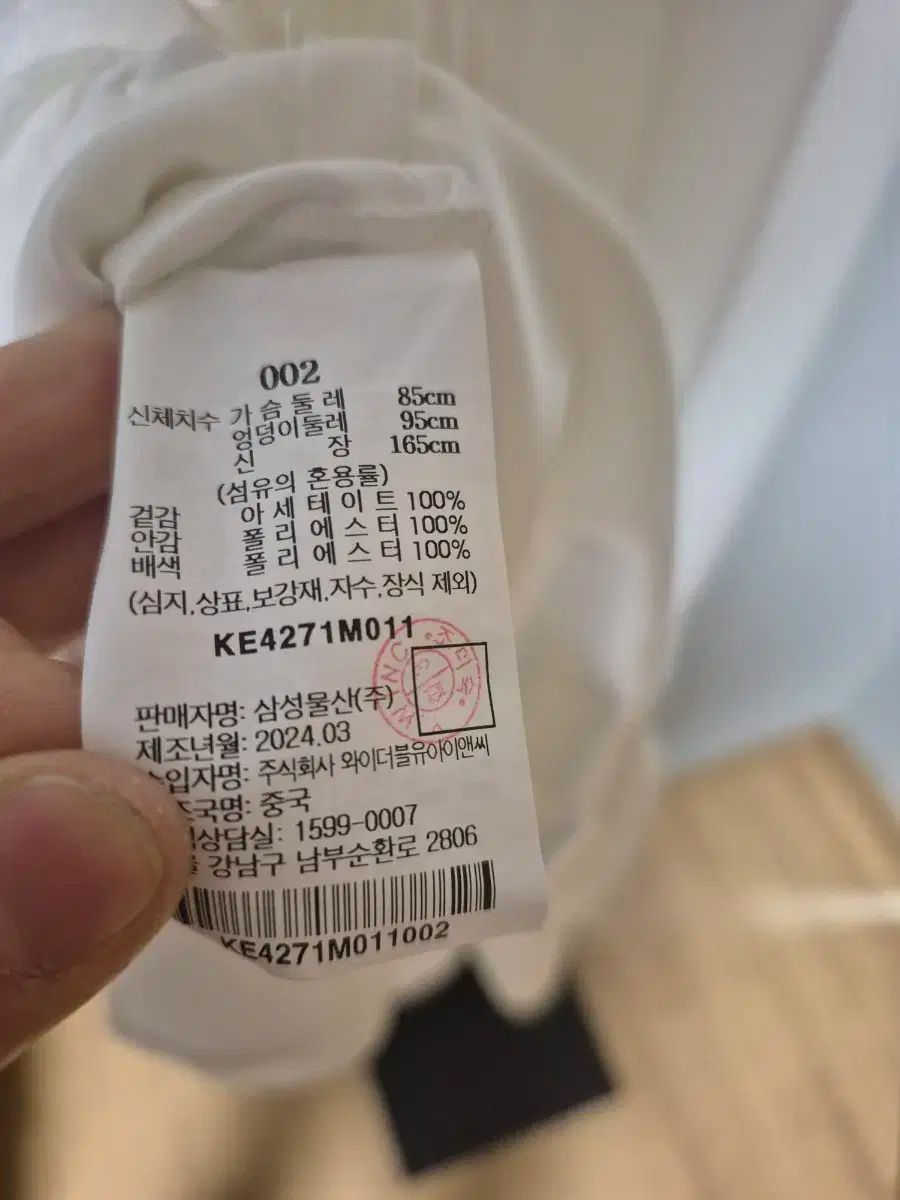 002
신체치수 가슴둘레 85cm
엉덩이둘레 95cm
신장 165cm
(섬유의 혼용률)
겉감 아세테이트 100%
안감 폴리에스터 100%
배색 폴리에스터 100%
(심지,상표,보강재,자수,장식 제외)
KE4271M011
판매자명: 삼성물산(주)
제조년월: 2024.03
입자명: 주식회사 와이더블유아이앤씨
국명: 중국
상담실: 1599-0007
강남구 남부순환로 2806
KE4271M011002